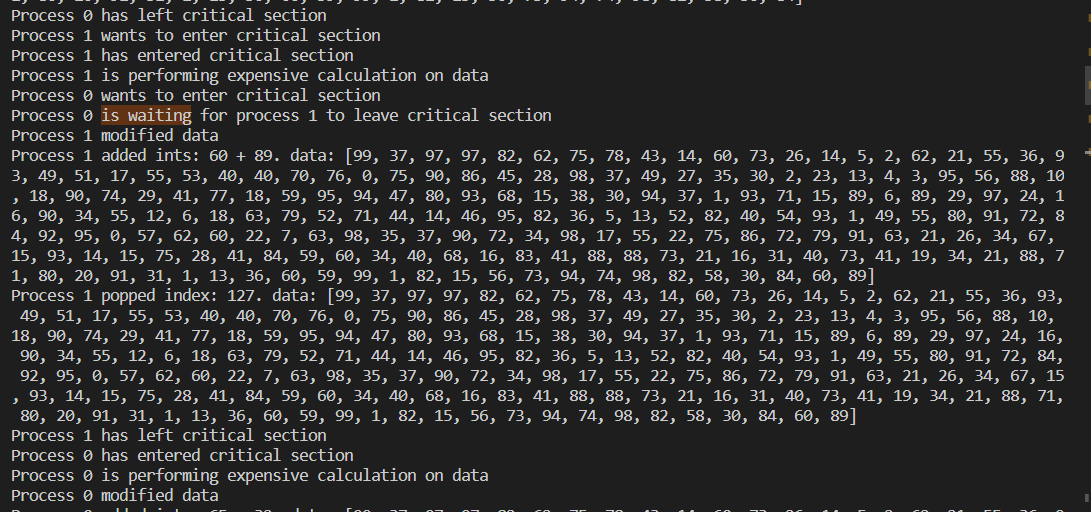 Process 0 has left critical section
Process 1 wants to enter critical section
Process 1 has entered critical section
Process 1 is performing expensive calculation on data
Process 0 wants to enter critical section
Process 0 is waiting for process 1 to leave critical section
Process 1 modified data
Process 1 added ints: 60 + 89. data: [99, 37, 97, 97, 82, 62, 75, 78, 43, 14, 60, 73, 26, 14, 5, 2, 62, 21, 55, 36, 9
3, 49, 51, 17, 55, 53, 40, 40, 70, 76, 0, 75, 90, 86, 45, 28, 98, 37, 49, 27, 35, 30, 2, 23, 13, 4, 3, 95, 56, 88, 10
, 18, 90, 74, 29, 41, 77, 18, 59, 95, 94, 47, 80, 93, 68, 15, 38, 30, 94, 37, 1, 93, 71, 15, 89, 6, 89, 29, 97, 24, 1
6, 90, 34, 55, 12, 6, 18, 63, 79, 52, 71, 44, 14, 46, 95, 82, 36, 5, 13, 52, 82, 40, 54, 93, 1, 49, 55, 80, 91, 72, 8
4, 92, 95, 0, 57, 62, 60, 22, 7, 63, 98, 35, 37, 90, 72, 34, 98, 17, 55, 22, 75, 86, 72, 79, 91, 63, 21, 26, 34, 67,
15, 93, 14, 15, 75, 28, 41, 84, 59, 60, 34, 40, 68, 16, 83, 41, 88, 88, 73, 21, 16, 31, 40, 73, 41, 19, 34, 21, 88, 7
1, 80, 20, 91, 31, 1, 13, 36, 60, 59, 99, 1, 82, 15, 56, 73, 94, 74, 98, 82, 58, 30, 84, 60, 89]
Process 1 popped index: 127. data: [99, 37, 97, 97, 82, 62, 75, 78, 43, 14, 60, 73, 26, 14, 5, 2, 62, 21, 55, 36, 93,
49, 51, 17, 55, 53, 40, 40, 70, 76, 0, 75, 90, 86, 45, 28, 98, 37, 49, 27, 35, 30, 2, 23, 13, 4, 3, 95, 56, 88, 10,
18, 90, 74, 29, 41, 77, 18, 59, 95, 94, 47, 80, 93, 68, 15, 38, 30, 94, 37, 1, 93, 71, 15, 89, 6, 89, 29, 97, 24, 16,
90, 34, 55, 12, 6, 18, 63, 79, 52, 71, 44, 14, 46, 95, 82, 36, 5, 13, 52, 82, 40, 54, 93, 1, 49, 55, 80, 91, 72, 84,
92, 95, 0, 57, 62, 60, 22, 7, 63, 98, 35, 37, 90, 72, 34, 98, 17, 55, 22, 75, 86, 72, 79, 91, 63, 21, 26, 34, 67, 15
, 93, 14, 15, 75, 28, 41, 84, 59, 60, 34, 40, 68, 16, 83, 41, 88, 88, 73, 21, 16, 31, 40, 73, 41, 19, 34, 21, 88, 71,
80, 20, 91, 31, 1, 13, 36, 60, 59, 99, 1, 82, 15, 56, 73, 94, 74, 98, 82, 58, 30, 84, 60, 89]
Process 1 has left critical section
Process 0 has entered critical section
Process 0 is performing expensive calculation on data
Process 0 modified data